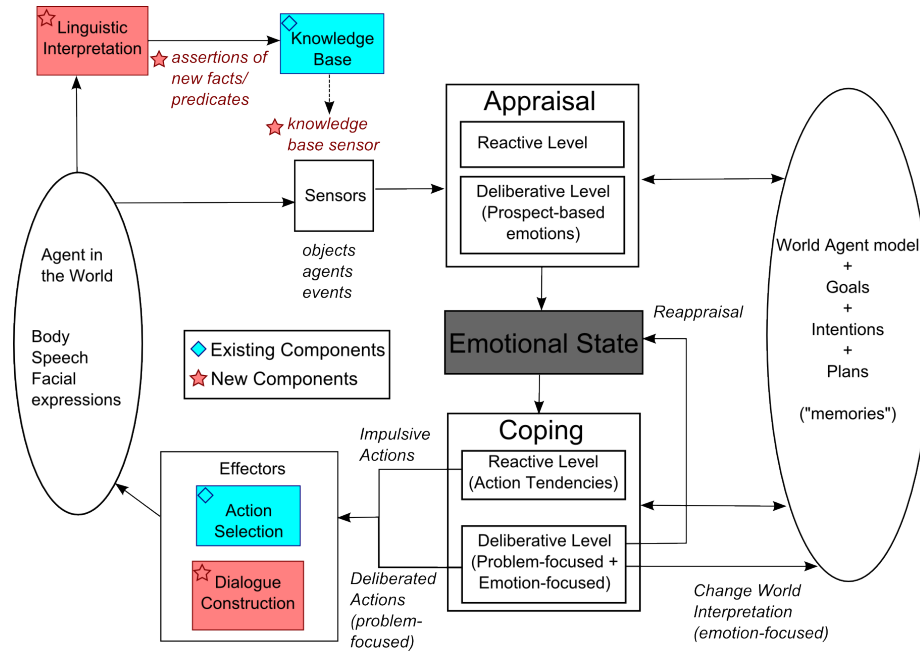 Linguistic
Interpretation
assertions of
new facts/
predicates
Knowledge
Base
knowledge
base sensor
Sensors
objects
agents
events
Appraisal
Reactive Level
Deliberative Level
(Prospect-based
emotions)
Agent in
the World
Body
Speech
Facial
expressions
World Agent model
+
Goals
+
Intentions
+
Plans
("memories")
Existing Components
New Components
Emotional State
Reappraisal
Coping
Reactive Level
(Action Tendencies)
Deliberative Level
(Problem-focused +
Emotion-focused)
Impulsive
Actions
Effectors
Action
Selection
Dialogue
Construction
Deliberated
Actions
(problem-
focused)
Change World
Interpretation
(emotion-focused)